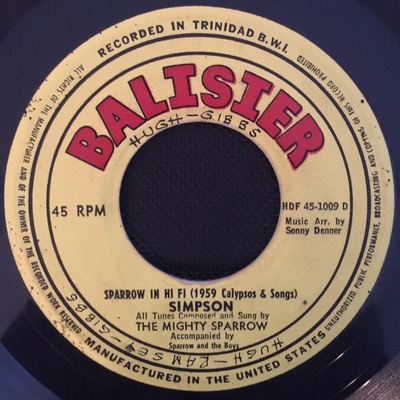 RECORDED IN TRINIDAD B.W.I.
ALL RIGHTS OF THE MANUFACTURER AND OF THE OWNER OF THE RECORDED WORK RESERVED. UNAUTHORIZED PUBLIC PERFORMANCE, BROADCASTING AND COPYING OF THIS RECORD PROHIBITED
BALISIER
HUGH-GIBBS
45 RPM
HDF 45-1009 D
Music Arr. by
Sonny Denner
SPARROW IN HI FI (1959 Calypsos & Songs)
SIMPSON
All Tunes Composed and Sung by
THE MIGHTY SPARROW
Accompanied by
Sparrow and the Boys
HUGH-RAMSEY-GIBBS
MANUFACTURED IN THE UNITED STATES